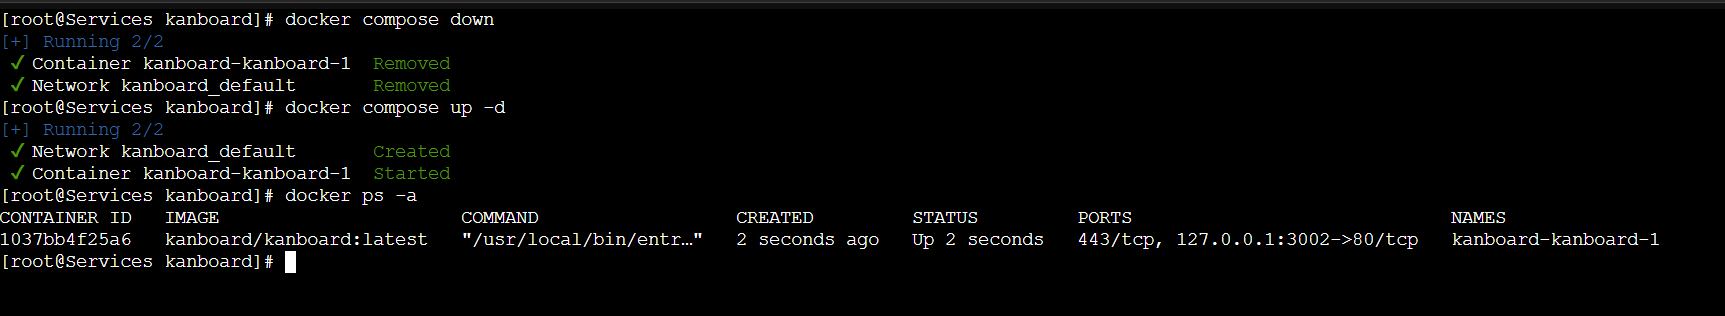 [root@Services kanboard]# docker compose down
[+] Running 2/2
✔ Container kanboard-kanboard-1  Removed
✔ Network kanboard_default       Removed
[root@Services kanboard]# docker compose up -d
[+] Running 2/2
✔ Network kanboard_default       Created
✔ Container kanboard-kanboard-1  Started
[root@Services kanboard]# docker ps -a
CONTAINER ID   IMAGE                      COMMAND                  CREATED         STATUS         PORTS                             NAMES
1037bb4f25a6   kanboard/kanboard:latest   "/usr/local/bin/entr…"   2 seconds ago   Up 2 seconds   443/tcp, 127.0.0.1:3002->80/tcp   kanboard-kanboard-1
[root@Services kanboard]#